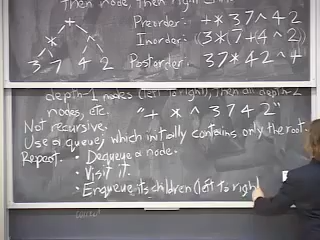 then node, then right
+
* ^
3 7 4 2
Preorder: + * 3 7 ^ 4 2
Inorder: (3*(7+(4^2))
Postorder: 3 7 * 4 2 ^ +
depth-1 nodes (left to right), then all depth-2
nodes, etc. "+ * ^ 3 7 4 2"
Not recursive.
Use a queue, which initially contains only the root.
Repeat: • Dequeue a node.
• Visit it.
• Enqueue its children (left to right